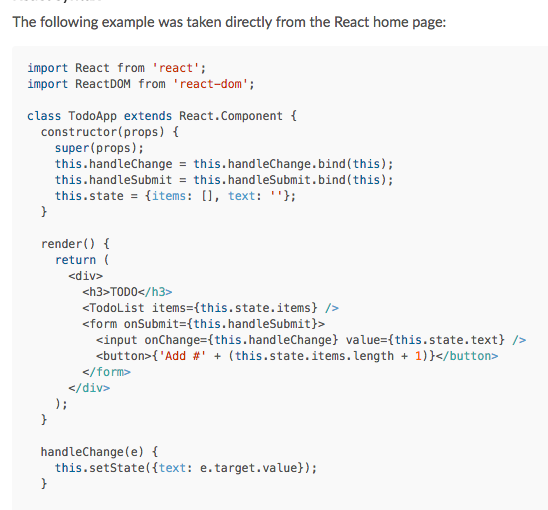 The following example was taken directly from the React home page:
import React from 'react';
import ReactDOM from 'react-dom';
class TodoApp extends React.Component {
constructor(props) {
super(props);
this.handleChange = this.handleChange.bind(this);
this.handleSubmit = this.handleSubmit.bind(this);
this.state = {items: [], text: ''};
}
render() {
return (
<div>
<h3>TODO</h3>
<TodoList items={this.state.items} />
<form onSubmit={this.handleSubmit}>
<input onChange={this.handleChange} value={this.state.text} />
<button>{'Add #' + (this.state.items.length + 1)}</button>
</form>
</div>
);
}
handleChange(e) {
this.setState({text: e.target.value});
}